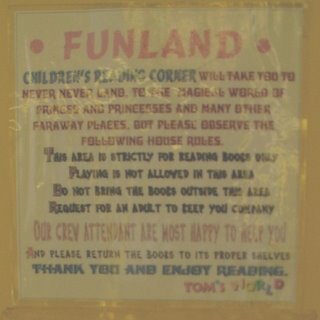 • FUNLAND •
CHILDREN'S READING CORNER WILL TAKE YOU TO
NEVER NEVER LAND, TO THE MAGICAL WORLD OF
PRINCES AND PRINCESSES AND MANY OTHER
FARAWAY PLACES, BUT PLEASE OBSERVE THE
FOLLOWING HOUSE RULES.
THIS AREA IS STRICTLY FOR READING BOOKS ONLY
PLAYING IS NOT ALLOWED IN THIS AREA
DO NOT BRING THE BOOKS OUTSIDE THIS AREA
REQUEST FOR AN ADULT TO KEEP YOU COMPANY
OUR CREW ATTENDANT ARE MOST HAPPY TO HELP YOU
AND PLEASE RETURN THE BOOKS TO ITS PROPER SHELVES
THANK YOU AND ENJOY READING.
TOM'S WORLD